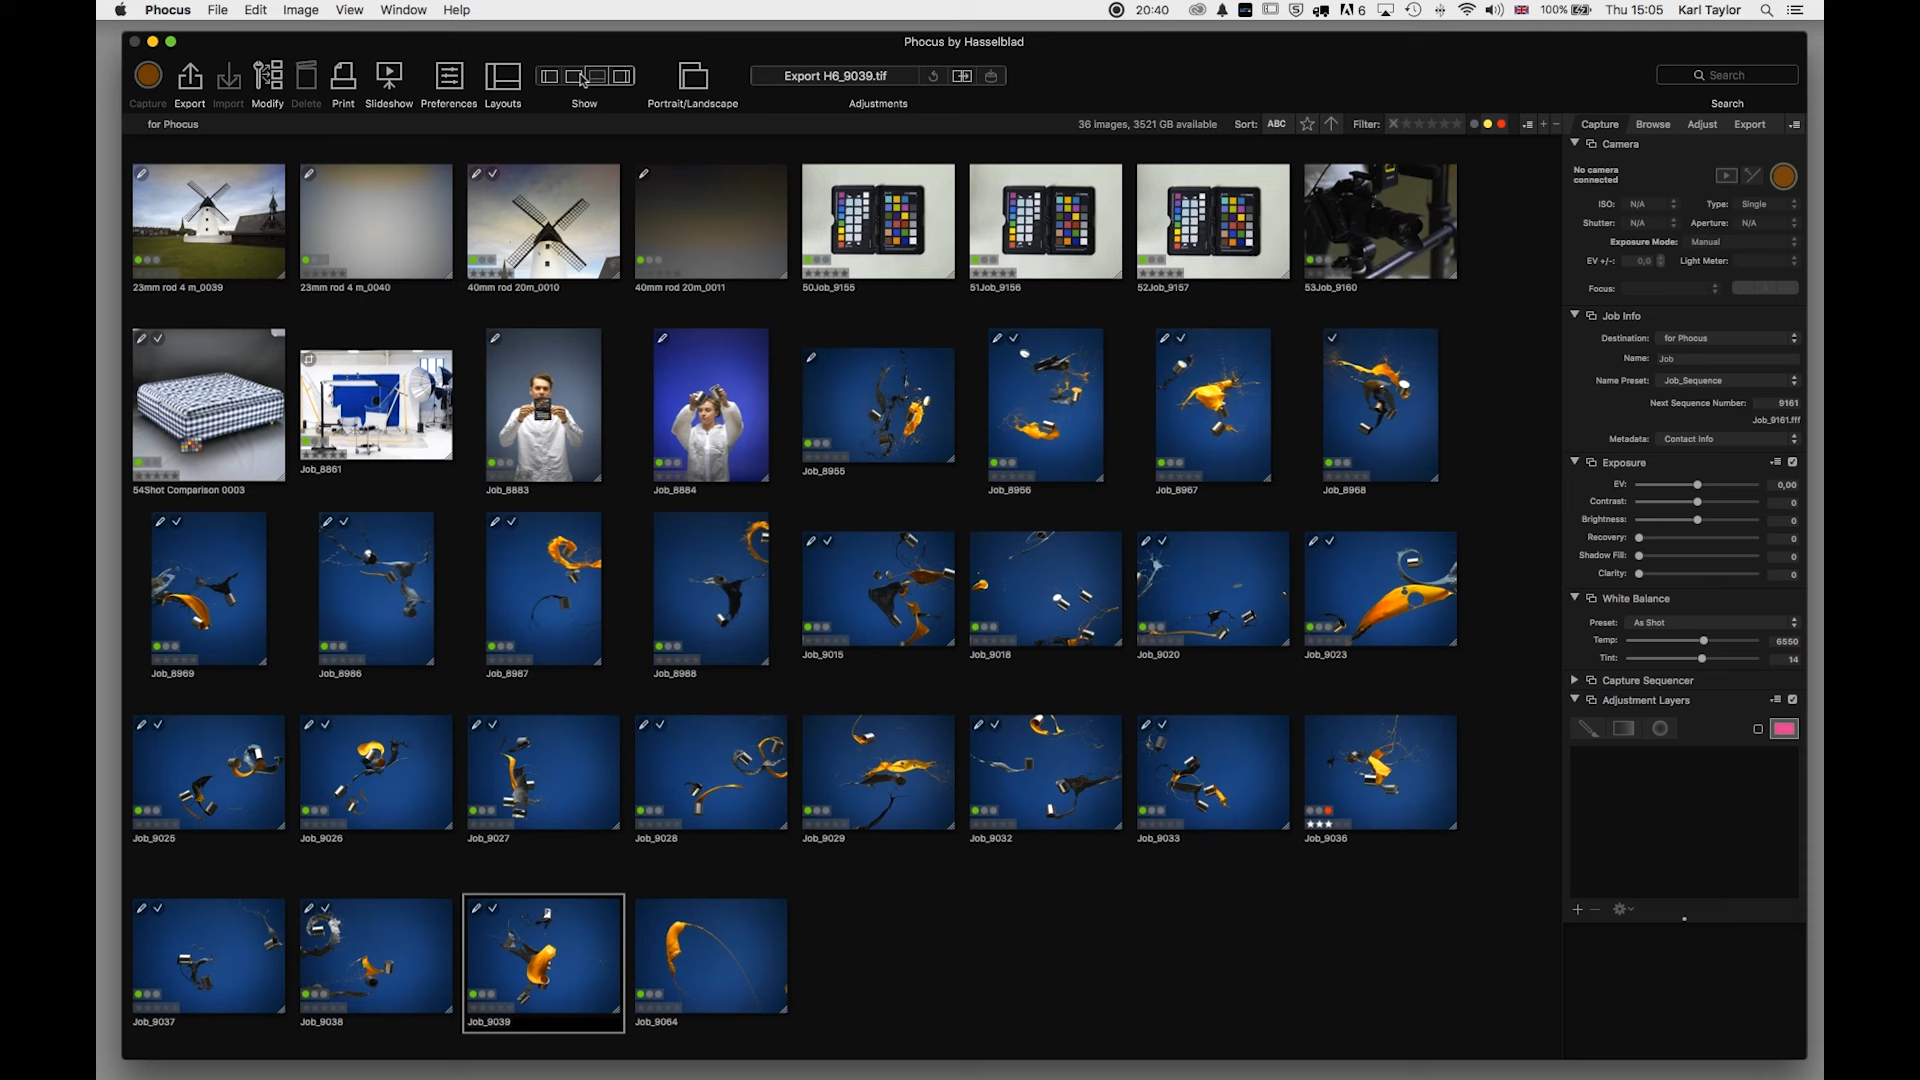 Phocus File Edit Image View Window Help 20:40 6 100% Thu 15:05 Karl Taylor
Phocus by Hasselblad
Export H6_9039.tif Search
Capture Export Import Modify Delete Print Slideshow Preferences Layouts Show Portrait/Landscape Adjustments Search
for Phocus 36 images, 3521 GB available Sort: ABC Filter: Capture Browse Adjust Export
Camera
No camera connected
ISO: N/A Type: Single
Shutter: N/A Aperture: N/A
Exposure Mode: Manual
EV +/-: 0,0 Light Meter:
Focus:
23mm rod 4 m_0039 23mm rod 4 m_0040 40mm rod 20m_0010 40mm rod 20m_0011 50Job_9155 51Job_9156 52Job_9157 53Job_9160
Job Info
Destination: for Phocus
Name: Job
Name Preset: Job_Sequence
Next Sequence Number: 9161
Job_9161.fff
Metadata: Contact Info
Job_8861 Job_8955
54Shot Comparison 0003 Job_8883 Job_8884 Job_8956 Job_8967 Job_8968
Exposure
EV: 0,00
Contrast: 0
Brightness: 0
Recovery: 0
Shadow Fill: 0
Clarity: 0
White Balance
Preset: As Shot
Temp: 6550
Tint: 14
Job_9015 Job_9018 Job_9020 Job_9023
Job_8969 Job_8986 Job_8987 Job_8988
Capture Sequencer
Adjustment Layers
Job_9025 Job_9026 Job_9027 Job_9028 Job_9029 Job_9032 Job_9033 Job_9036
Job_9037 Job_9038 Job_9039 Job_9064